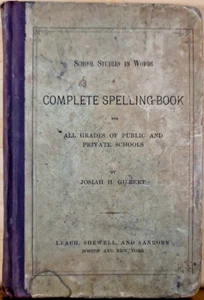 School Studies in Words
A
COMPLETE SPELLING-BOOK
FOR
ALL GRADES OF PUBLIC AND
PRIVATE SCHOOLS
BY
JOSIAH H. GILBERT
LEACH, SHEWELL, AND SANBORN
BOSTON AND NEW YORK